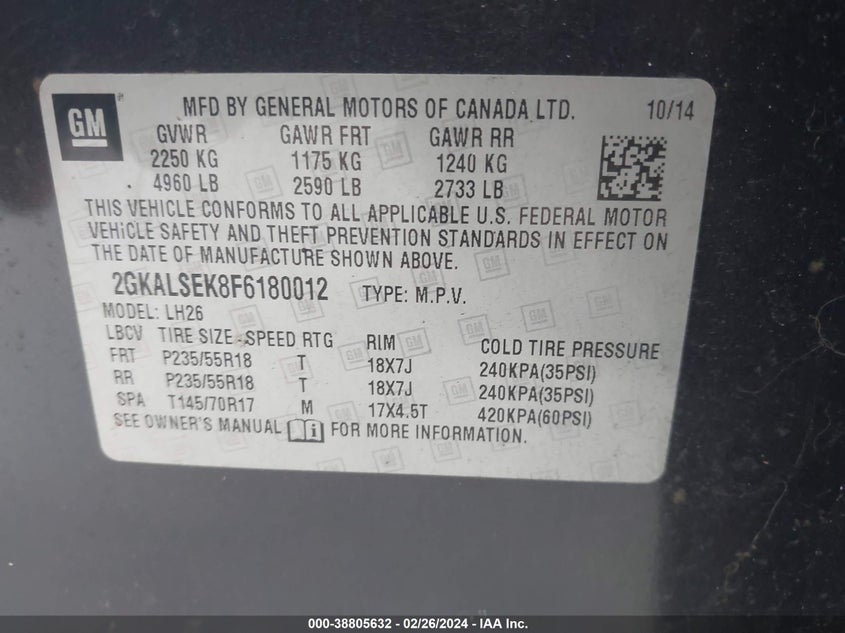 GM
MFD BY GENERAL MOTORS OF CANADA LTD. 10/14
GVWR GAWR FRT GAWR RR
2250 KG 1175 KG 1240 KG
4960 LB 2590 LB 2733 LB
THIS VEHICLE CONFORMS TO ALL APPLICABLE U.S. FEDERAL MOTOR
VEHICLE SAFETY AND THEFT PREVENTION STANDARDS IN EFFECT ON
THE DATE OF MANUFACTURE SHOWN ABOVE.
2GKALSEK8F6180012 TYPE: M.P.V.
MODEL: LH26
LBCV TIRE SIZE -SPEED RTG RIM COLD TIRE PRESSURE
FRT P235/55R18 T 18X7J 240KPA(35PSI)
RR P235/55R18 T 18X7J 240KPA(35PSI)
SPA T145/70R17 M 17X4.5T 420KPA(60PSI)
SEE OWNER'S MANUAL i FOR MORE INFORMATION.
000-38805632 - 02/26/2024 - IAA Inc.